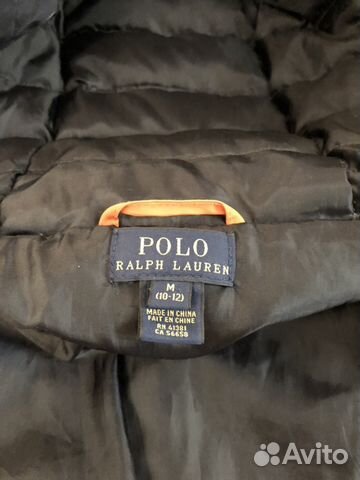 POLO
RALPH LAUREN
M
(10-12)
MADE IN CHINA
FAIT EN CHINE
RN 41381
CA 56658
Avito